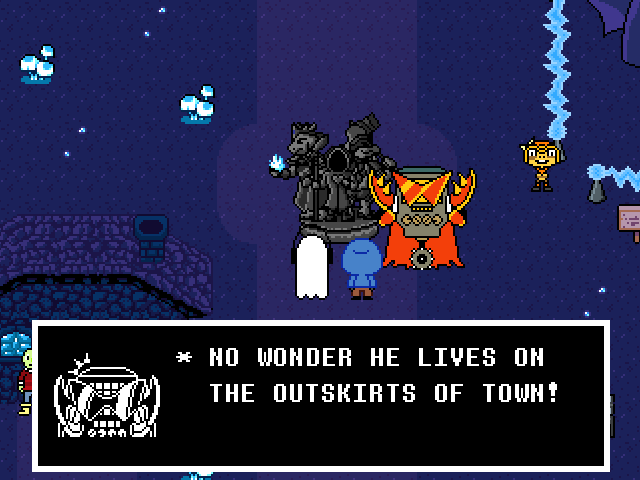 * NO WONDER HE LIVES ON
THE OUTSKIRTS OF TOWN!